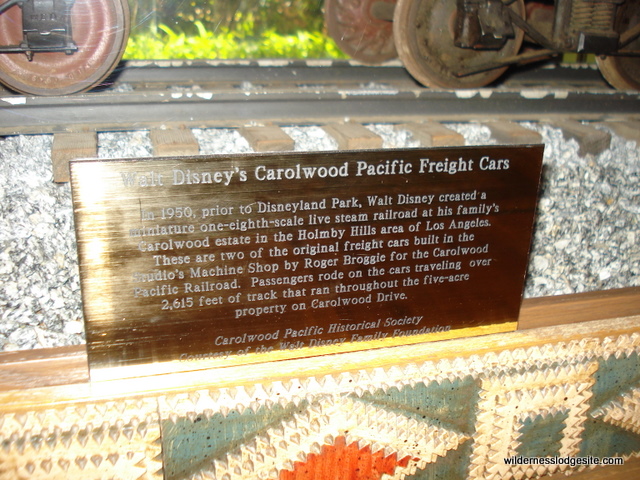 Walt Disney's Carolwood Pacific Freight Cars
In 1950, prior to Disneyland Park, Walt Disney created a
miniature one-eighth-scale live steam railroad at his family's
Carolwood estate in the Holmby Hills area of Los Angeles.
These are two of the original freight cars built in the
Studio's Machine Shop by Roger Broggie for the Carolwood
Pacific Railroad. Passengers rode on the cars traveling over
2,615 feet of track that ran throughout the five-acre
property on Carolwood Drive.
Carolwood Pacific Historical Society
Courtesy of the Walt Disney Family Foundation
wildernesslodgesite.com